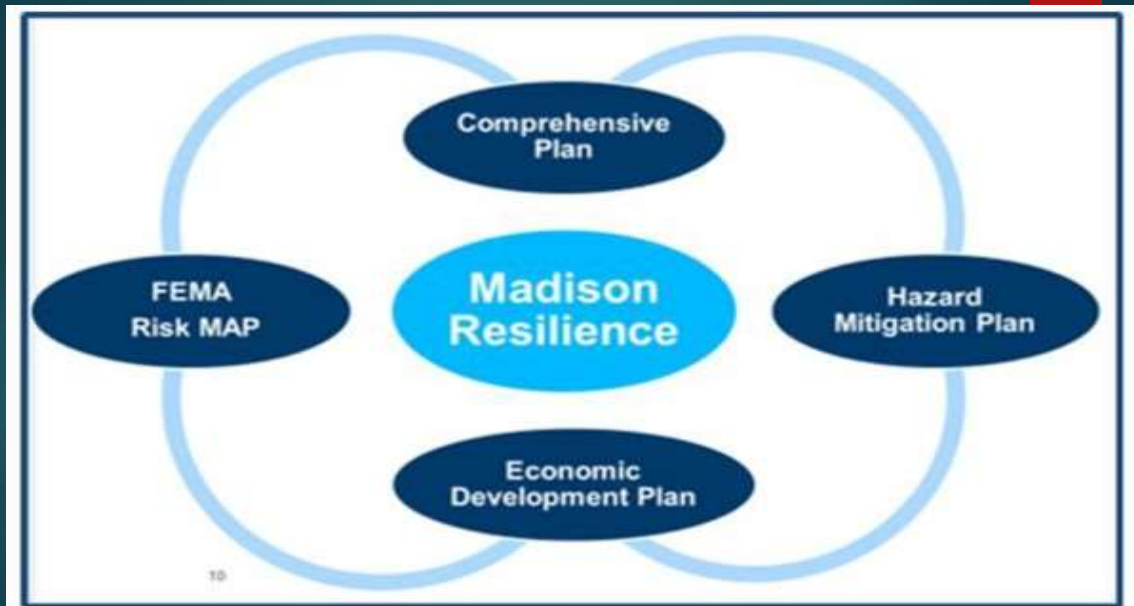 Comprehensive
Plan
FEMA
Risk MAP
Madison
Resilience
Hazard
Mitigation Plan
Economic
Development Plan
10